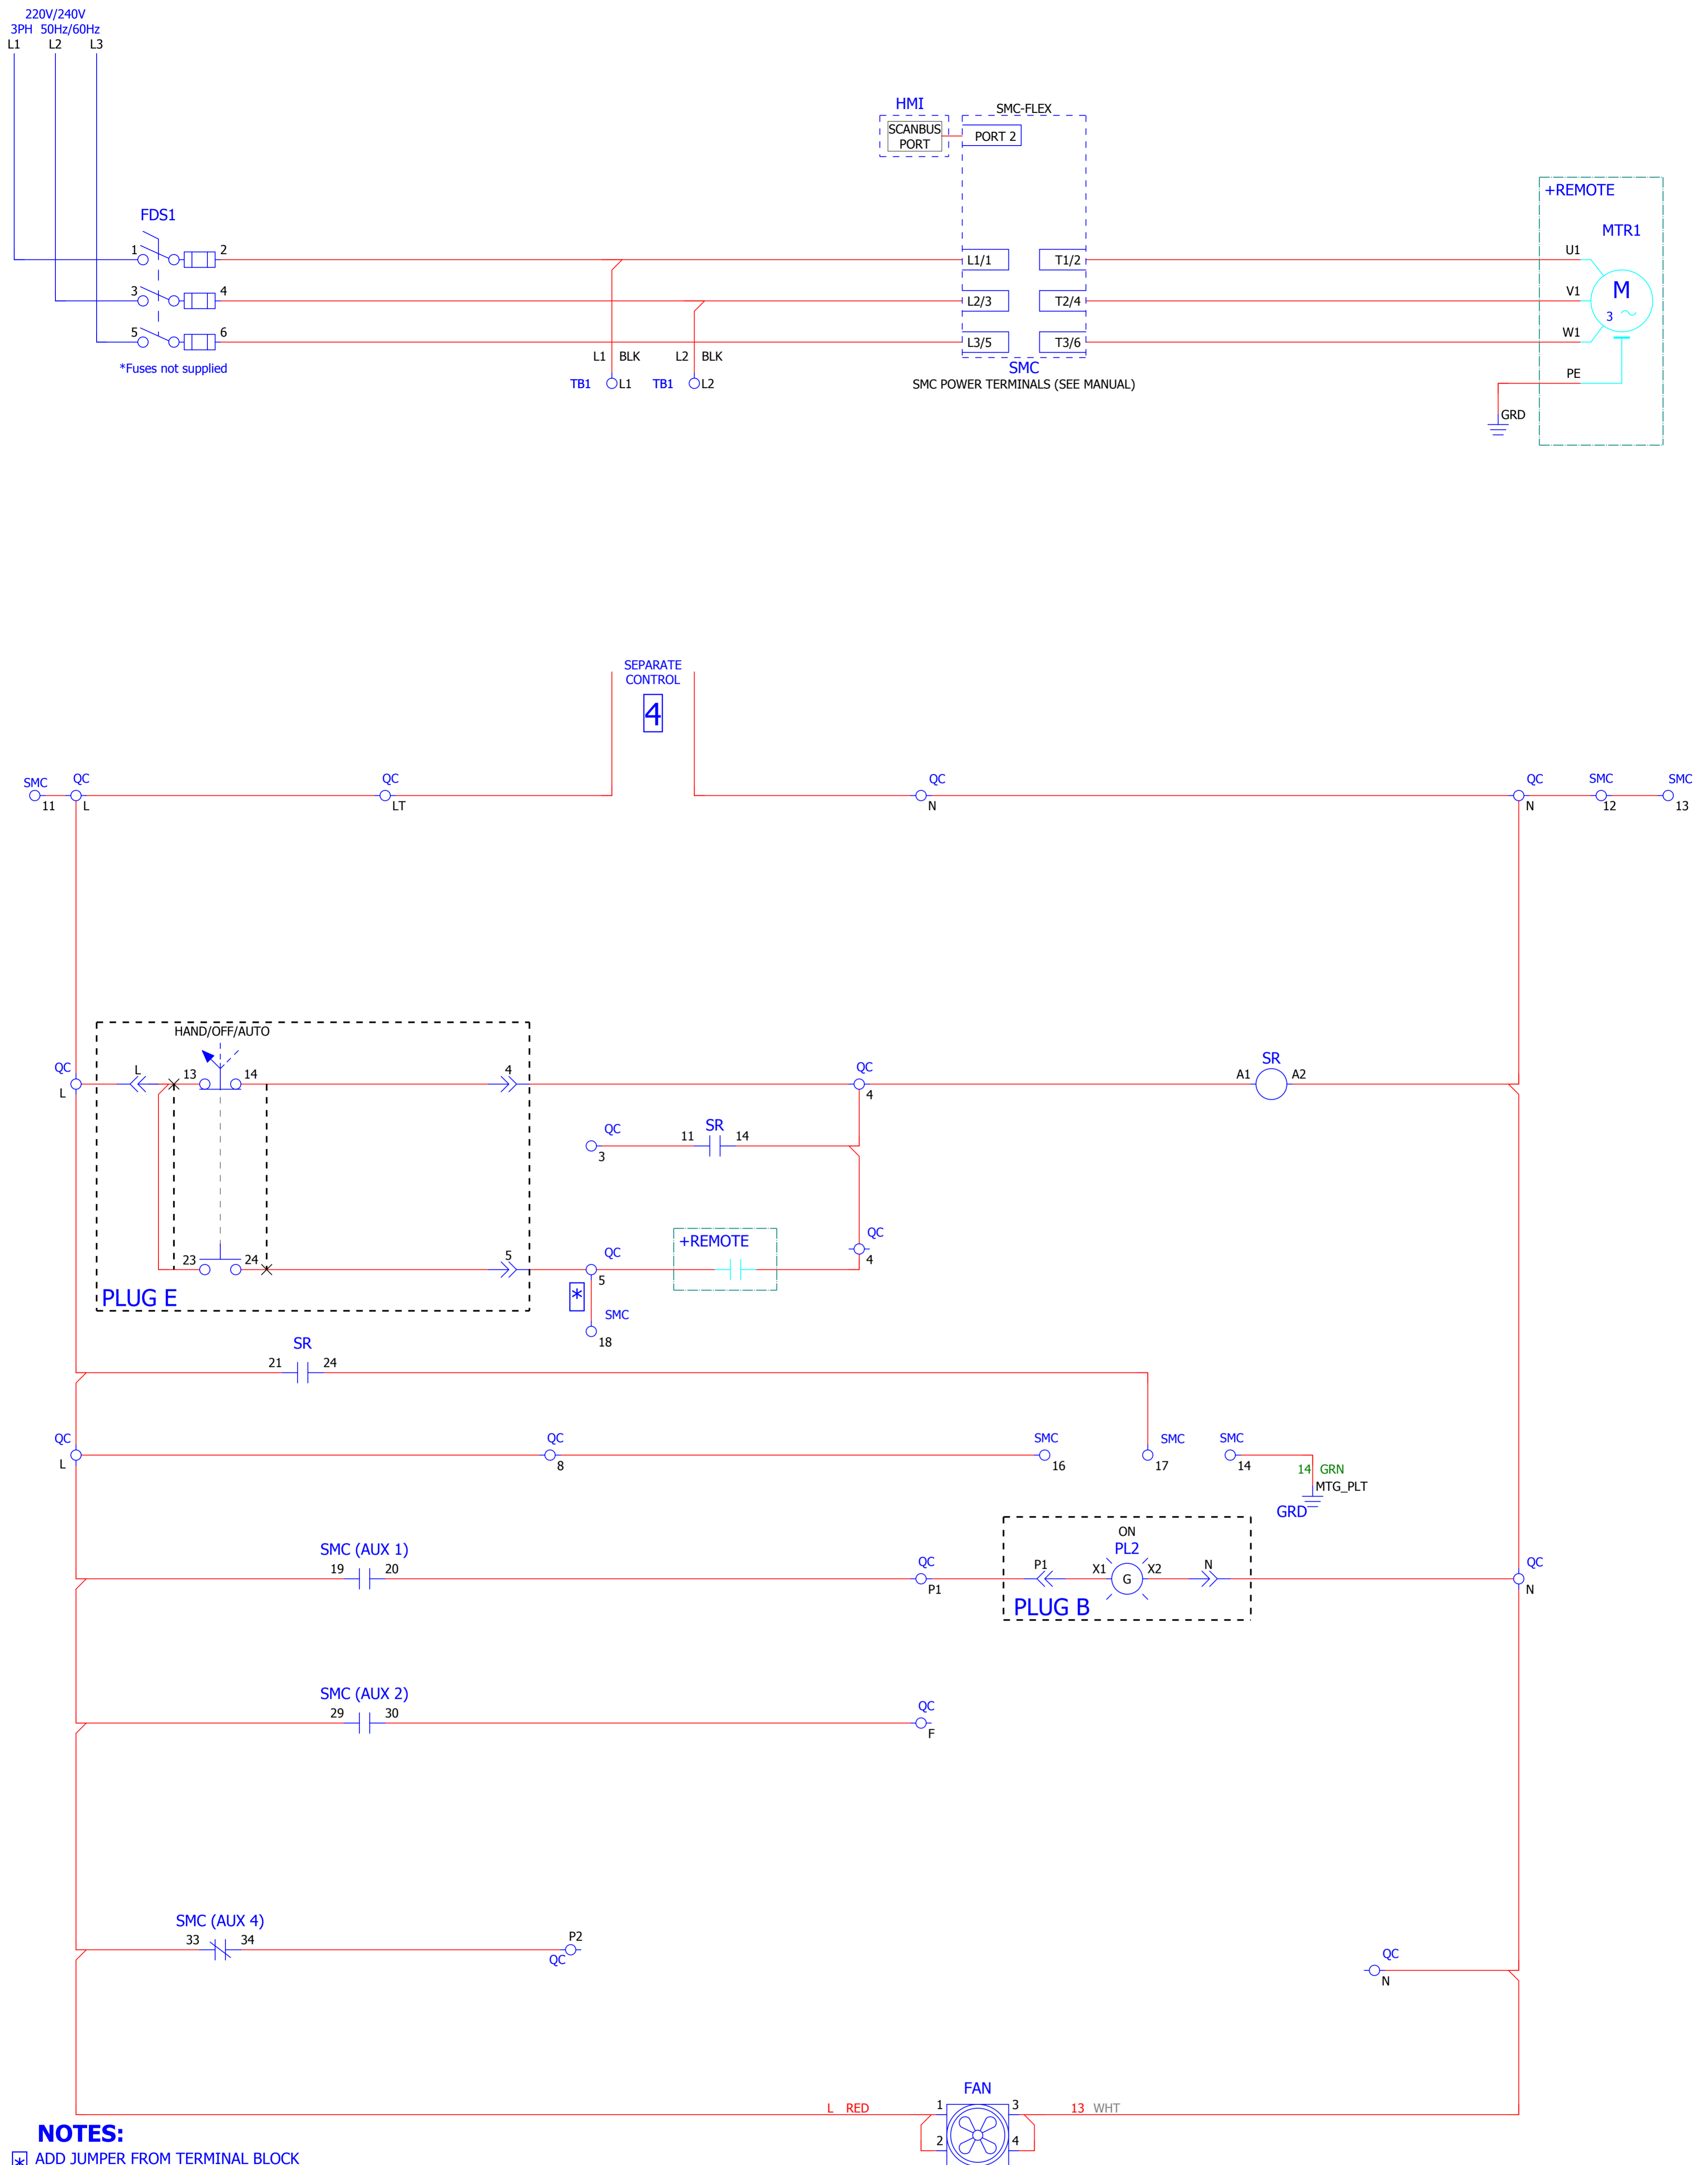 220V/240V
3PH 50Hz/60Hz
L1 L2 L3
HMI
SCANBUS
PORT
SMC-FLEX
PORT 2
+REMOTE
MTR1
FDS1
1 2
3 4
5 6
*Fuses not supplied
L1/1 T1/2
L2/3 T2/4
L3/5 T3/6
SMC
SMC POWER TERMINALS (SEE MANUAL)
U1
V1
W1
PE
M
3
GRD
L1 BLK
L2 BLK
TB1 L1
TB1 L2
SEPARATE
CONTROL
4
SMC
11
QC
L
QC
LT
QC
N
QC
N
SMC
12
SMC
13
HAND/OFF/AUTO
QC
L
L
13 14
4
QC
4
SR
A1 A2
QC
3
SR
11 14
QC
4
+REMOTE
23 24
5
QC
5
*
SMC
18
PLUG E
SR
21 24
QC
L
QC
8
SMC
16
SMC
17
SMC
14
14 GRN
MTG_PLT
GRD
SMC (AUX 1)
19 20
QC
P1
ON
PL2
P1 X1 G X2 N
PLUG B
QC
N
SMC (AUX 2)
29 30
QC
F
SMC (AUX 4)
33 34
P2
QC
QC
N
FAN
L RED
1 3
2 4
13 WHT
NOTES:
* ADD JUMPER FROM TERMINAL BLOCK